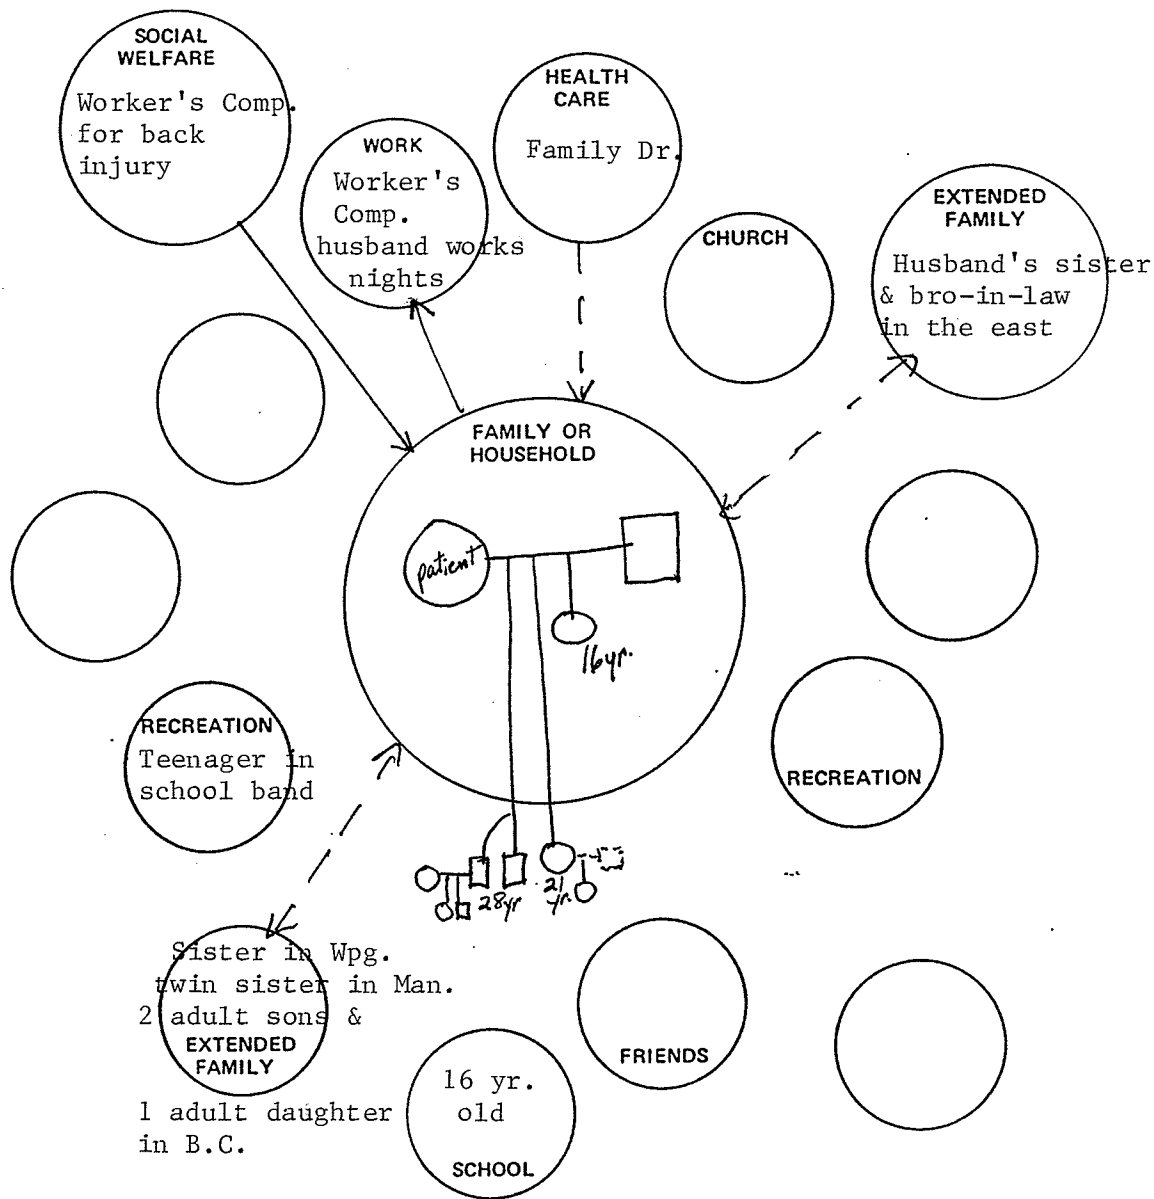 SOCIAL
WELFARE
Worker's Comp.
for back
injury
WORK
Worker's
Comp.
husband works
nights
HEALTH
CARE
Family Dr.
CHURCH
EXTENDED
FAMILY
Husband's sister
& bro-in-law
in the east
FAMILY OR
HOUSEHOLD
patient
16yr.
RECREATION
Teenager in
school band
RECREATION
28yr
21
yr.
Sister in Wpg.
twin sister in Man.
2 adult sons &
EXTENDED
FAMILY
1 adult daughter
in B.C.
16 yr.
old
SCHOOL
FRIENDS